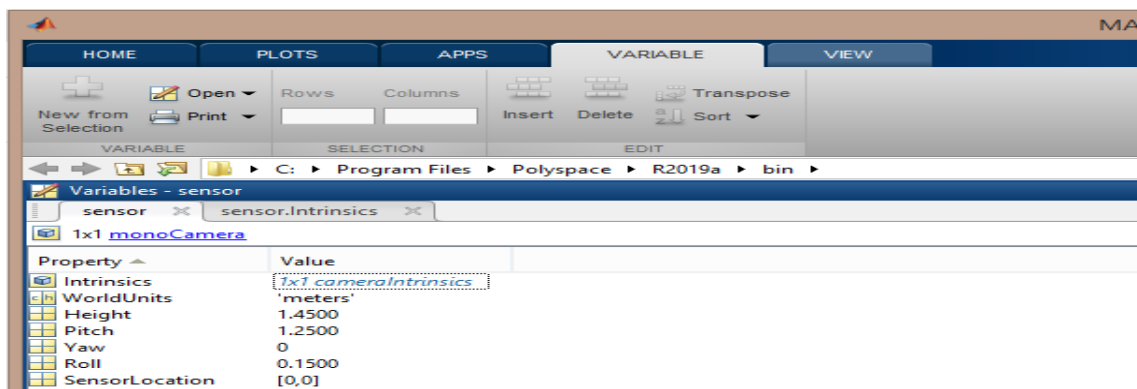 MA
HOME PLOTS APPS VARIABLE VIEW
New from Selection Open Print Rows Columns Insert Delete Transpose Sort
VARIABLE SELECTION EDIT
C: Program Files Polyspace R2019a bin
Variables - sensor
sensor sensor.Intrinsics
1x1 monoCamera
Property Value
Intrinsics 1x1 cameraIntrinsics
ch WorldUnits 'meters'
Height 1.4500
Pitch 1.2500
Yaw 0
Roll 0.1500
SensorLocation [0,0]